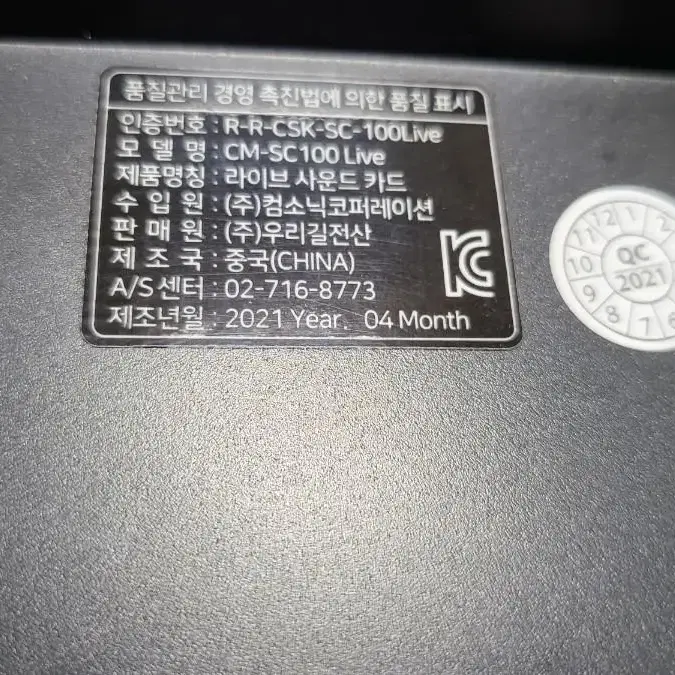 품질관리 경영 촉진법에 의한 품질 표시
인증번호 : R-R-CSK-SC-100Live
모 델 명 : CM-SC100 Live
제품명칭 : 라이브 사운드 카드
수 입 원 : (주)컴소닉코퍼레이션
판 매 원 : (주)우리길전산
제 조 국 : 중국(CHINA)
A/S센터 : 02-716-8773
제조년월 : 2021 Year. 04 Month
KC
11 12 1 2
10 QC
9 2021
8 7 6